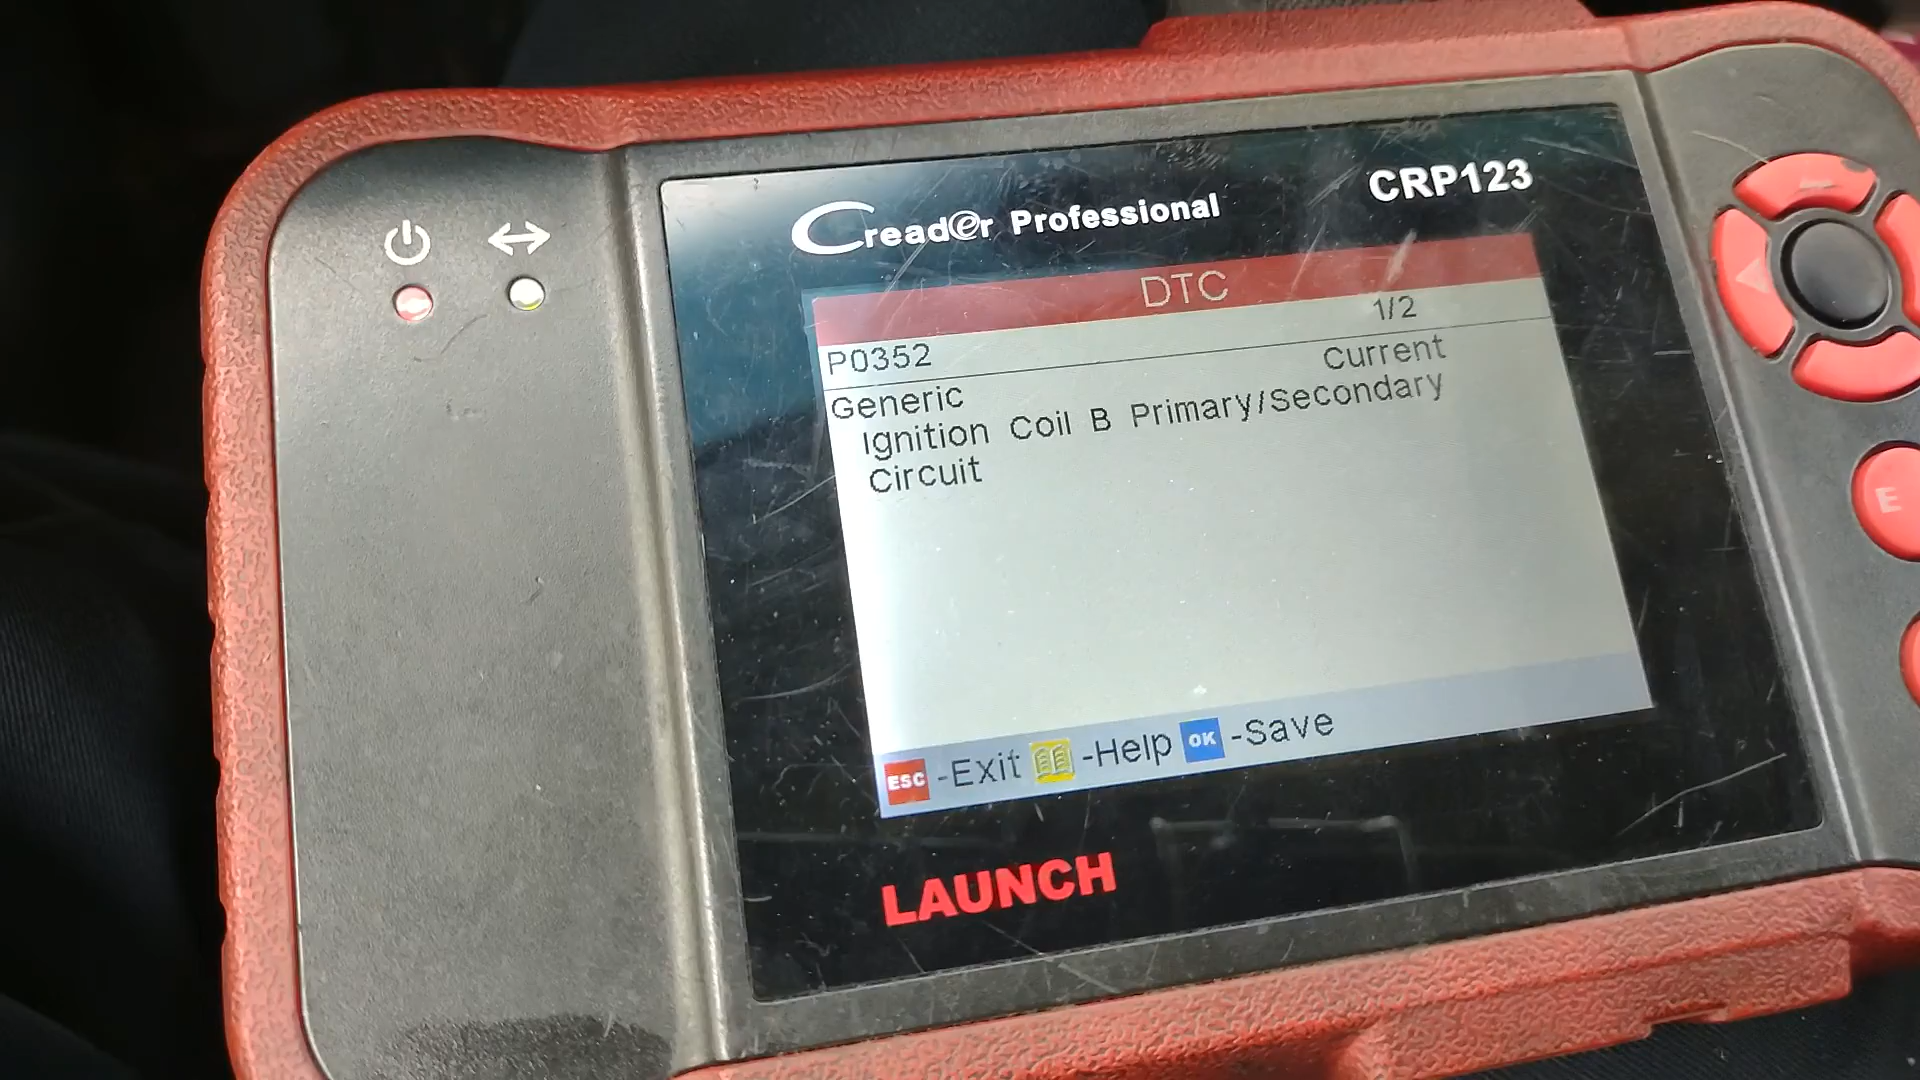 Creader Professional
CRP123
DTC
1/2
P0352 Current
Generic
Ignition Coil B Primary/Secondary
Circuit
ESC -Exit -Help OK -Save
LAUNCH
E